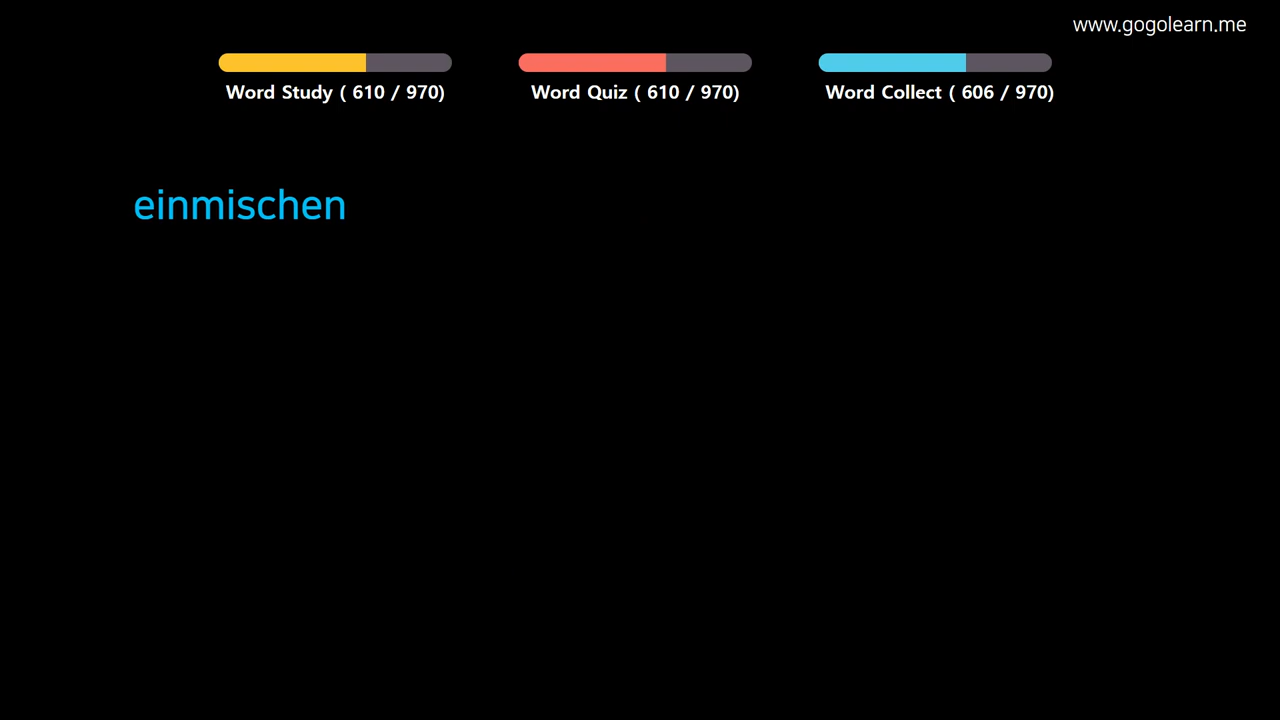 www.gogolearn.me
Word Study ( 610 / 970)
Word Quiz ( 610 / 970)
Word Collect ( 606 / 970)
einmischen